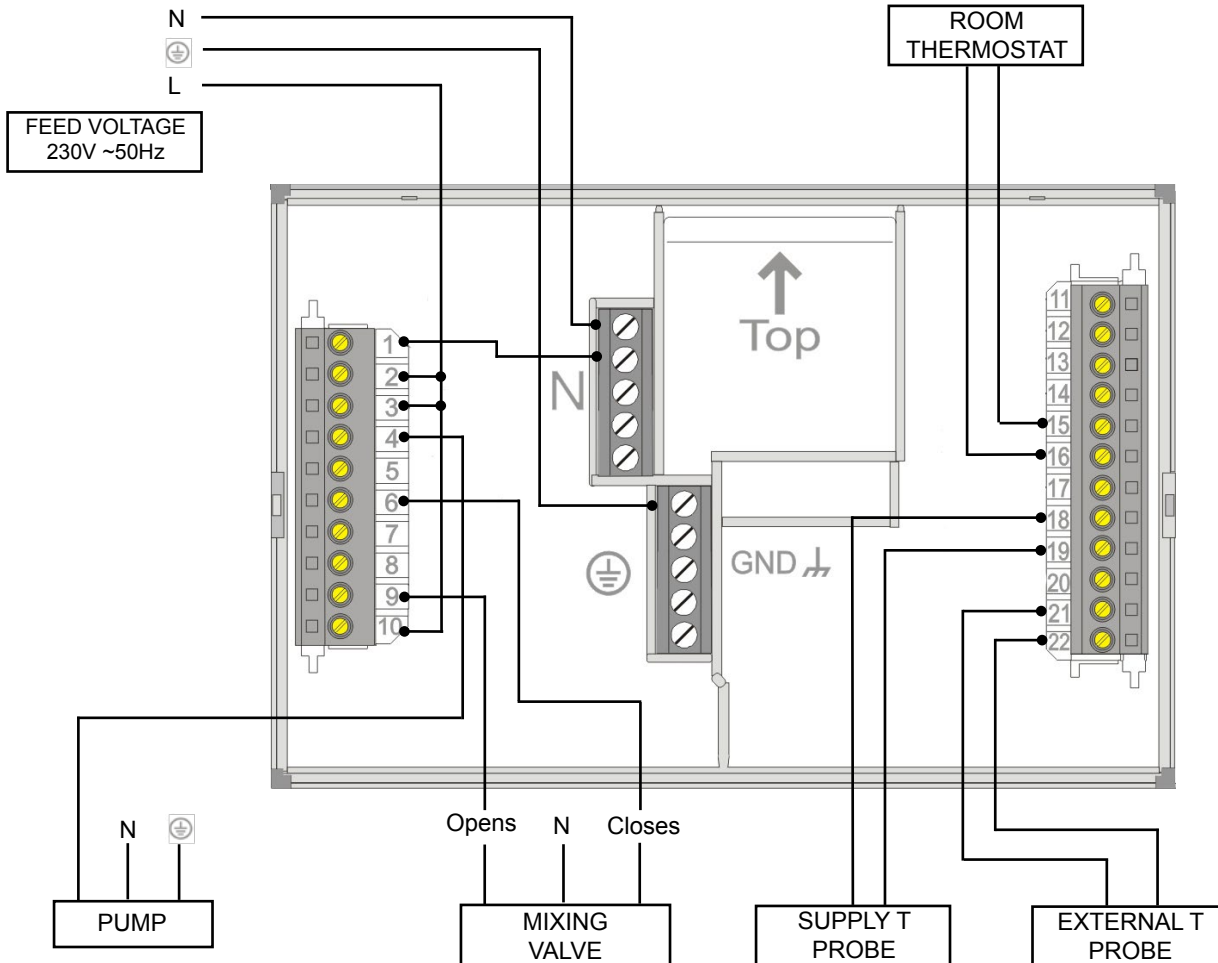 N
L
FEED VOLTAGE
230V ~50Hz
ROOM
THERMOSTAT
Top
N
GND
1
2
3
4
5
6
7
8
9
10
11
12
13
14
15
16
17
18
19
20
21
22
Opens N Closes
N
PUMP
MIXING
VALVE
SUPPLY T
PROBE
EXTERNAL T
PROBE